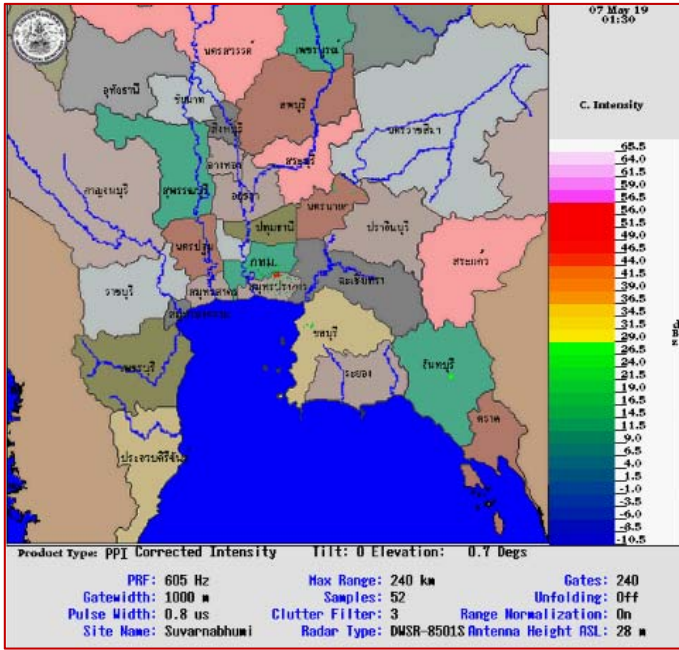 07 May 19
01:30
C. Intensity
นครสวรรค์
เพชรบูรณ์
อุทัยธานี
ชัยนาท
ลพบุรี
สิงห์บุรี
นครราชสีมา
อ่างทอง
สระบุรี
กาญจนบุรี
สุพรรณบุรี
อยุธยา
นครนายก
ปราจีนบุรี
ปทุมธานี
นครปฐม
กทม.
สระแก้ว
ฉะเชิงเทรา
ราชบุรี
สมุทรสาคร
สมุทรปราการ
ชลบุรี
เพชรบุรี
ระยอง
จันทบุรี
ตราด
ประจวบคีรีขันธ์
65.5
64.0
61.5
59.0
56.5
56.0
51.5
49.0
46.5
44.0
41.5
39.0
36.5
34.0
31.5
29.0
26.5
24.0
21.5
19.0
16.5
14.0
11.5
9.0
6.5
4.0
1.5
-1.0
-3.5
-6.0
-8.5
-10.5
Product Type: PPI Corrected Intensity Tilt: 0 Elevation: 0.7 Degs
PRF: 605 Hz Max Range: 240 km Gates: 240
Gatewidth: 1000 m Samples: 52 Unfolding: Off
Pulse Width: 0.8 us Clutter Filter: 3 Range Normalization: On
Site Name: Suvarnabhumi Radar Type: DWSR-8501S Antenna Height ASL: 28 m